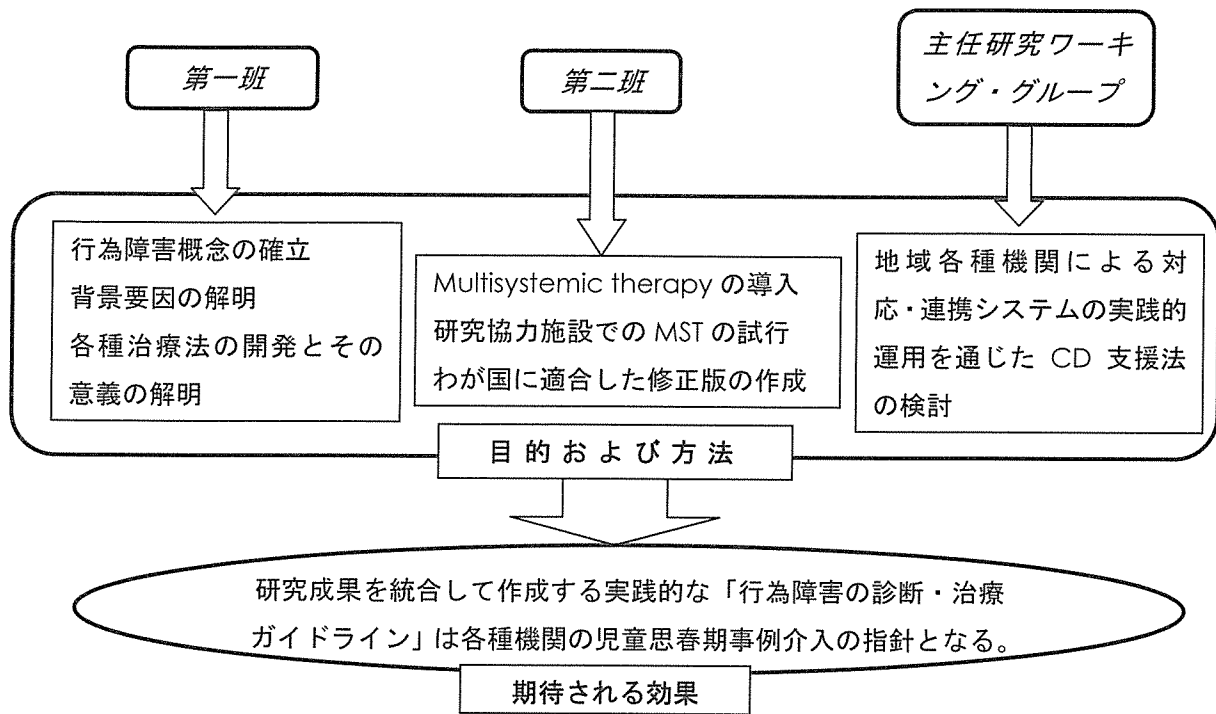 第一班
第二班
主任研究ワーキ
ング・グループ
行為障害概念の確立
背景要因の解明
各種治療法の開発とその
意義の解明
Multisystemic therapy の導入
研究協力施設での MST の試行
わが国に適合した修正版の作成
地域各種機関による対
応・連携システムの実践的
運用を通じた CD 支援法
の検討
目的および方法
研究成果を統合して作成する実践的な「行為障害の診断・治療
ガイドライン」は各種機関の児童思春期事例介入の指針となる。
期待される効果